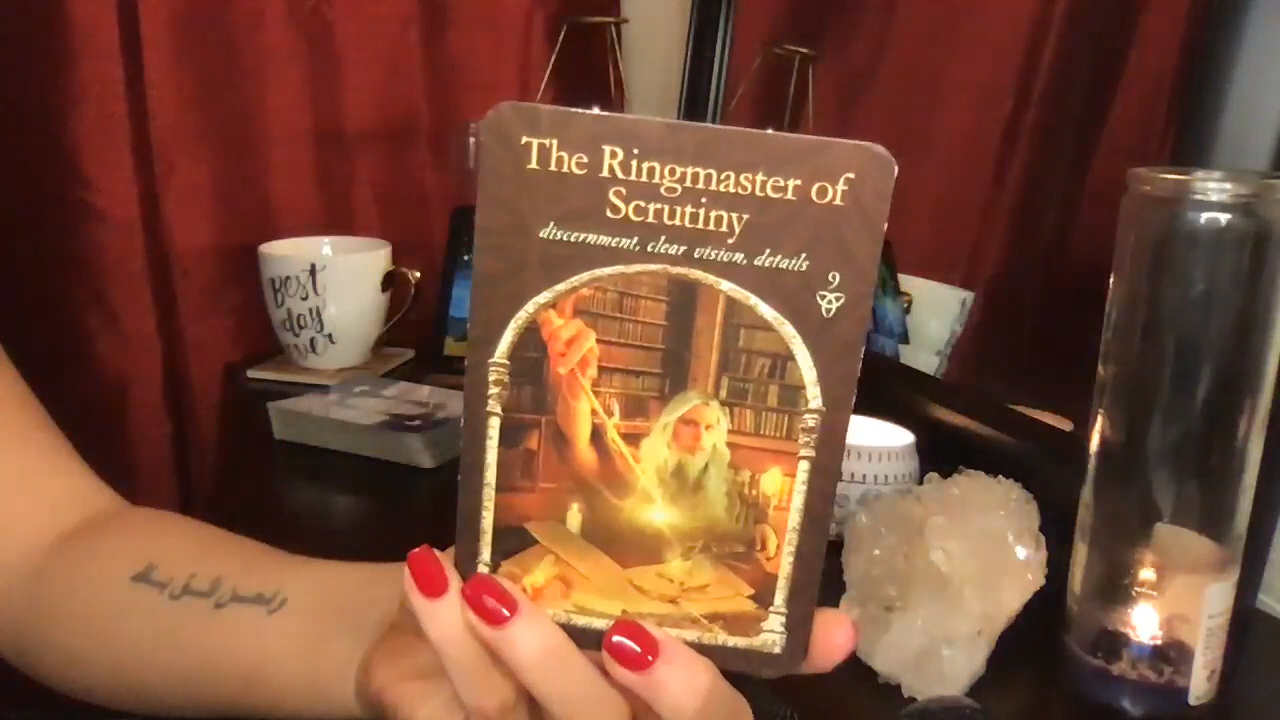 The Ringmaster of
Scrutiny
discernment, clear vision, details
9
Best
day
ever